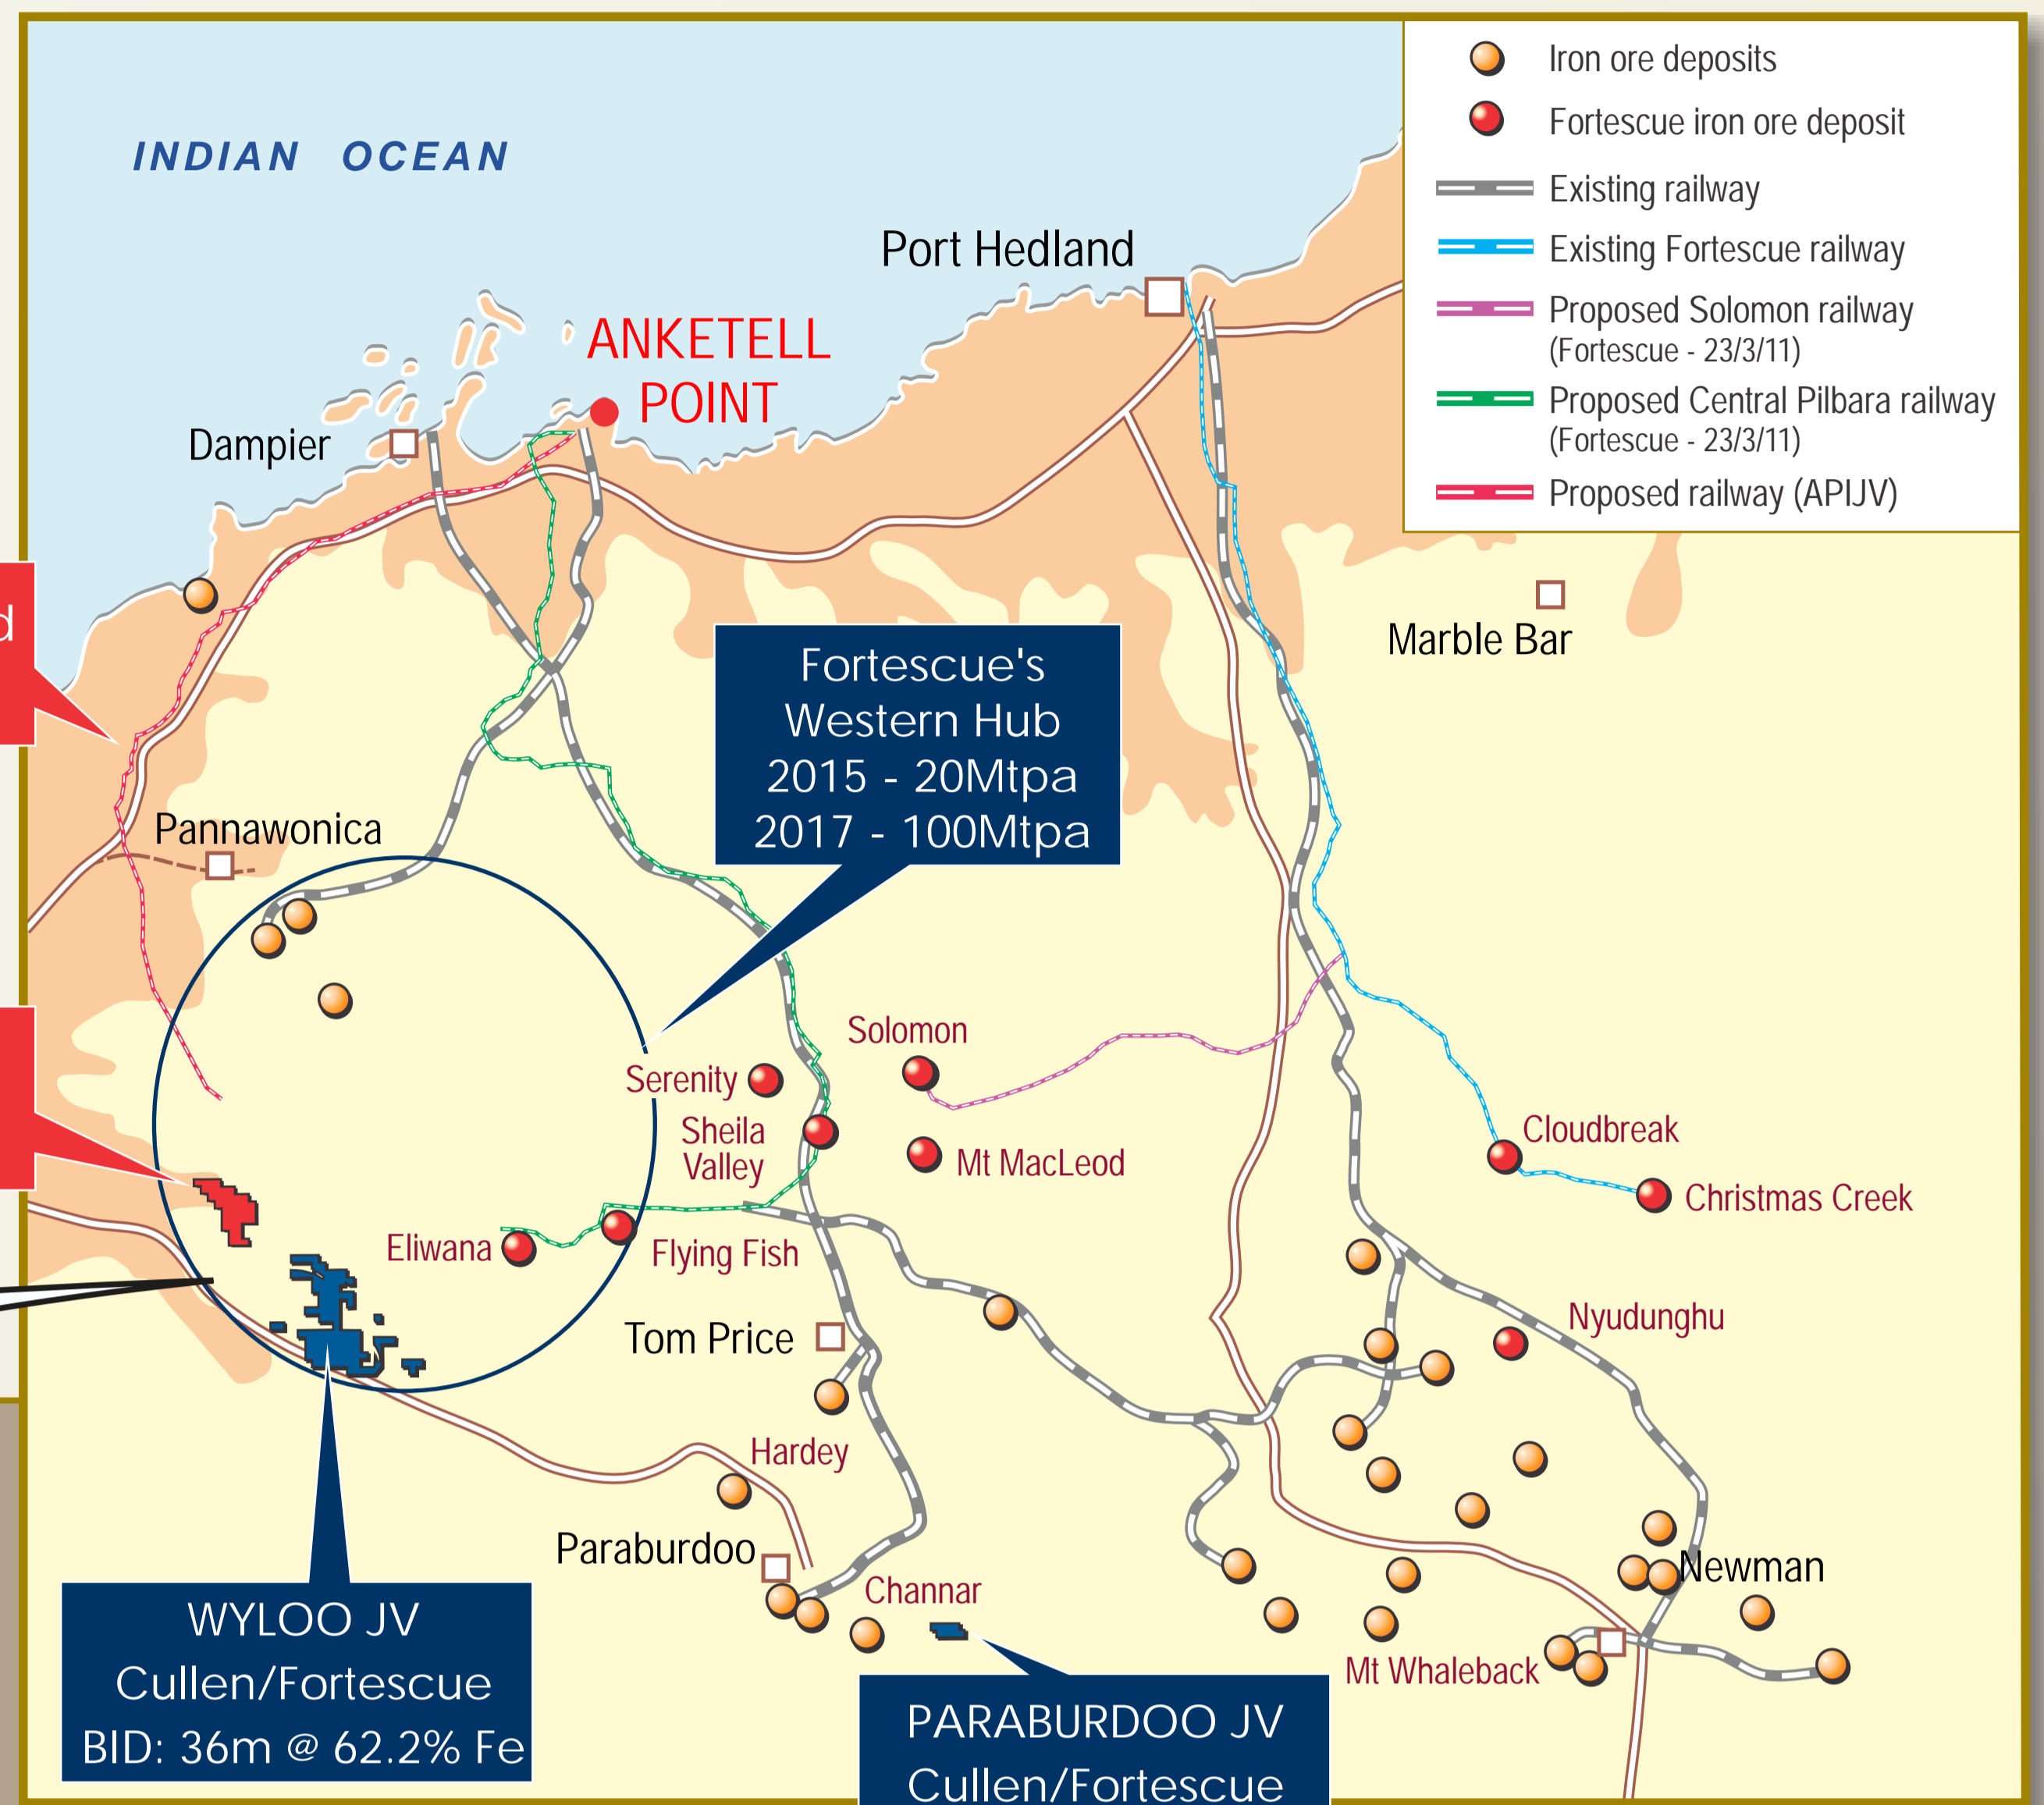 INDIAN OCEAN
Iron ore deposits
Fortescue iron ore deposit
Existing railway
Existing Fortescue railway
Proposed Solomon railway
(Fortescue - 23/3/11)
Proposed Central Pilbara railway
(Fortescue - 23/3/11)
Proposed railway (APIJV)
Port Hedland
ANKETELL
POINT
Dampier
Marble Bar
Fortescue's
Western Hub
2015 - 20Mtpa
2017 - 100Mtpa
Pannawonica
Solomon
Serenity
Sheila
Valley
Mt MacLeod
Cloudbreak
Christmas Creek
Eliwana
Flying Fish
Nyudunghu
Tom Price
Hardey
Paraburdoo
Channar
Newman
Mt Whaleback
WYLOO JV
Cullen/Fortescue
BID: 36m @ 62.2% Fe
PARABURDOO JV
Cullen/Fortescue